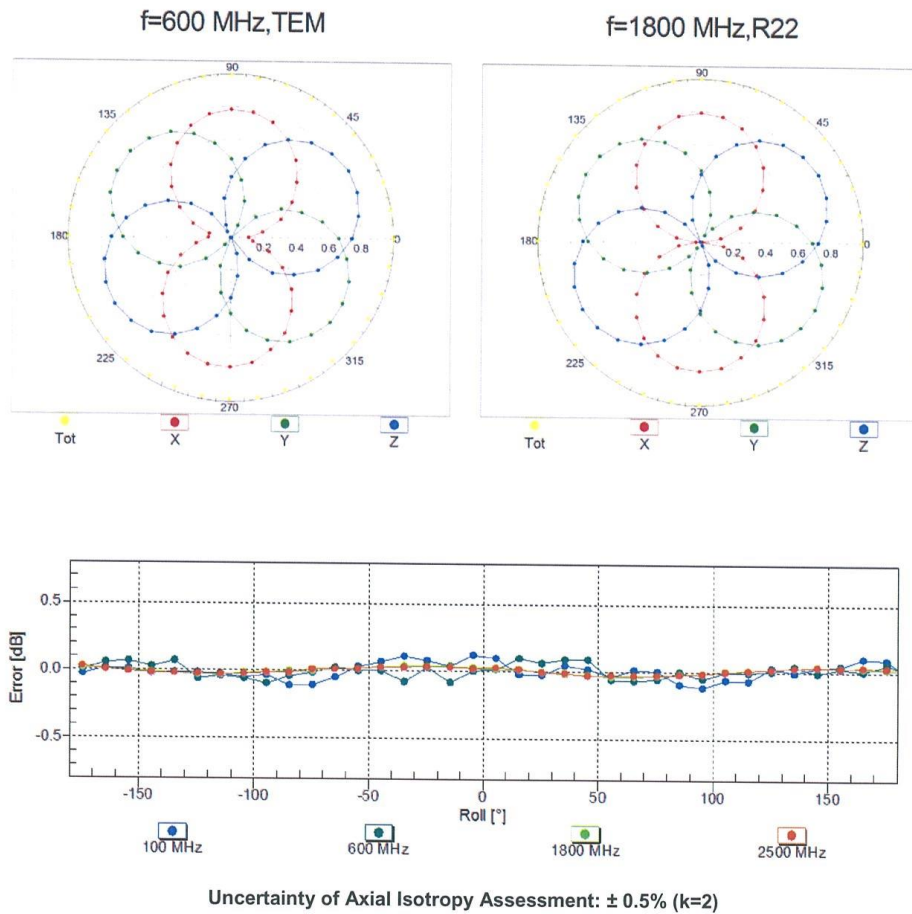 f=600 MHz,TEM
f=1800 MHz,R22
90
135
45
180
0.2 0.4 0.6 0.8
0
225
315
270
Tot X Y Z
90
135
45
180
0.2 0.4 0.6 0.8
0
225
315
270
Tot X Y Z
0.5
0.0
-0.5
Error [dB]
-150 -100 -50 0 50 100 150
Roll [°]
100 MHz 600 MHz 1800 MHz 2500 MHz
Uncertainty of Axial Isotropy Assessment: ± 0.5% (k=2)